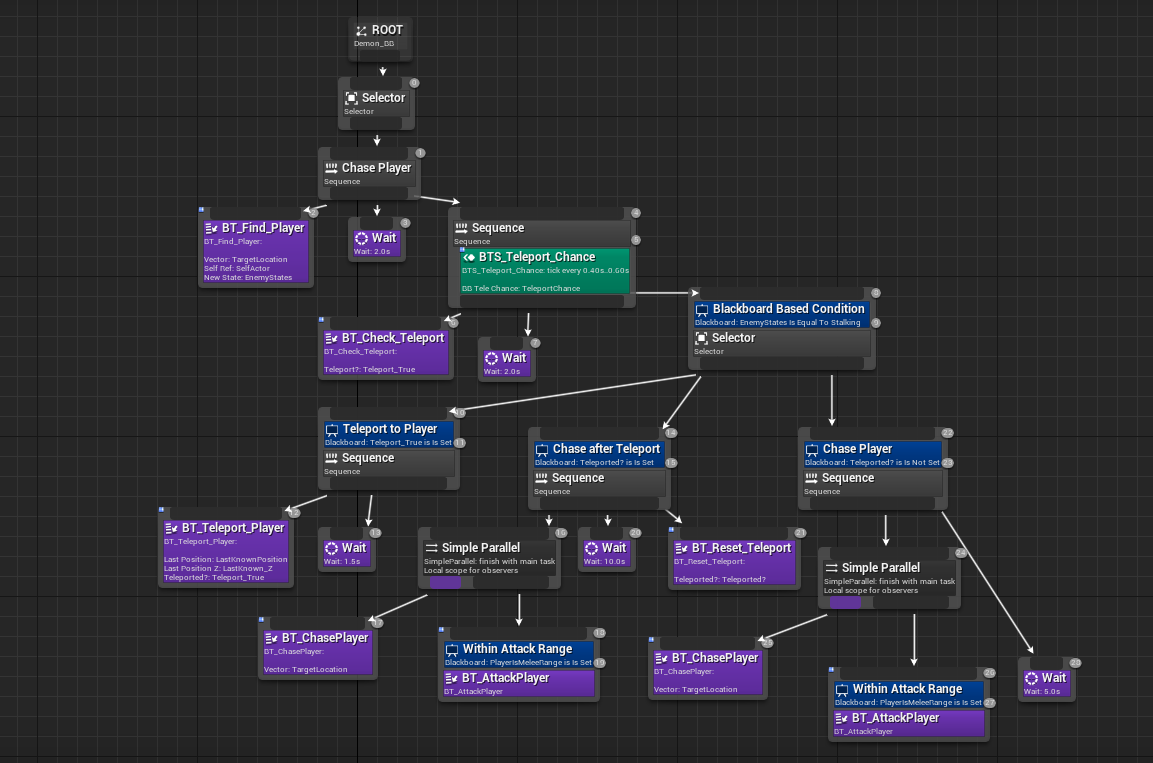 ROOT
Demon_BB
0
Selector
Selector
1
Chase Player
Sequence
2
BT_Find_Player
BT_Find_Player:
Vector: TargetLocation
Self Ref: SelfActor
New State: EnemyStates
3
Wait
Wait: 2.0s
4
Sequence
Sequence
5
BTS_Teleport_Chance
BTS_Teleport_Chance: tick every 0.40s..0.60s
BB Tele Chance: TeleportChance
6
BT_Check_Teleport
BT_Check_Teleport:
Teleport?: Teleport_True
7
Wait
Wait: 2.0s
8
Blackboard Based Condition
Blackboard: EnemyStates Is Equal To Stalking
9
Selector
Selector
10
Teleport to Player
Blackboard: Teleport_True is Is Set
11
Sequence
Sequence
14
Chase after Teleport
Blackboard: Teleported? is Is Set
15
Sequence
Sequence
22
Chase Player
Blackboard: Teleported? is Is Not Set
23
Sequence
Sequence
12
BT_Teleport_Player
BT_Teleport_Player:
Last Position: LastKnownPosition
Last Position Z: LastKnown_Z
Teleported?: Teleport_True
13
Wait
Wait: 1.5s
16
Simple Parallel
SimpleParallel: finish with main task
Local scope for observers
20
Wait
Wait: 10.0s
21
BT_Reset_Teleport
BT_Reset_Teleport:
Teleported?: Teleported?
24
Simple Parallel
SimpleParallel: finish with main task
Local scope for observers
17
BT_ChasePlayer
BT_ChasePlayer:
Vector: TargetLocation
18
Within Attack Range
Blackboard: PlayerIsMeleeRange is Is Set
19
BT_AttackPlayer
BT_AttackPlayer
25
BT_ChasePlayer
BT_ChasePlayer:
Vector: TargetLocation
26
Within Attack Range
Blackboard: PlayerIsMeleeRange is Is Set
27
BT_AttackPlayer
BT_AttackPlayer
28
Wait
Wait: 5.0s